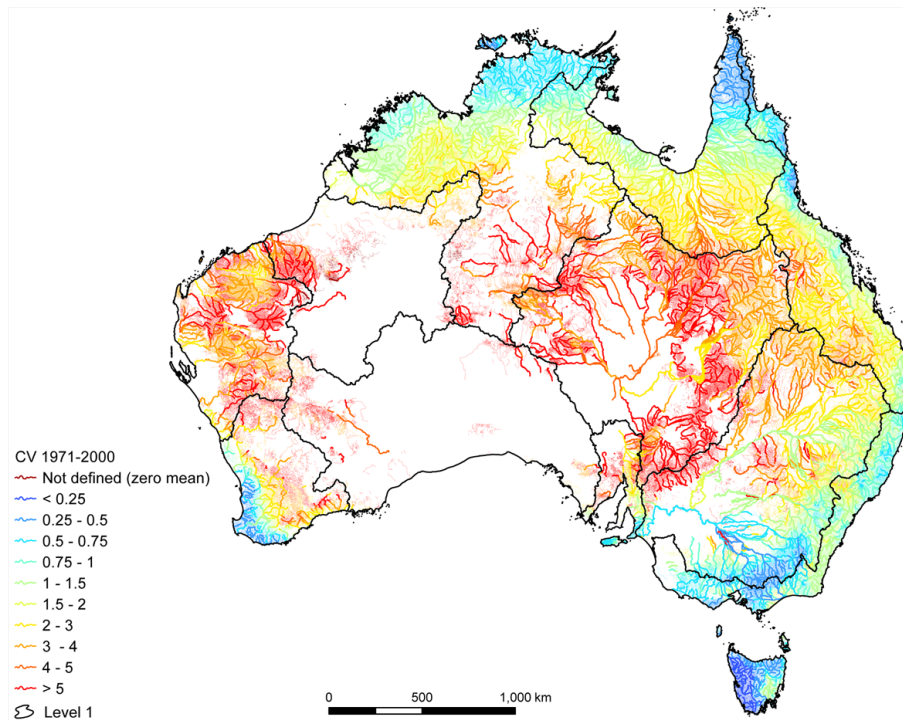 CV 1971-2000
Not defined (zero mean)
< 0.25
0.25 - 0.5
0.5 - 0.75
0.75 - 1
1 - 1.5
1.5 - 2
2 - 3
3 - 4
4 - 5
> 5
Level 1
0 500 1,000 km